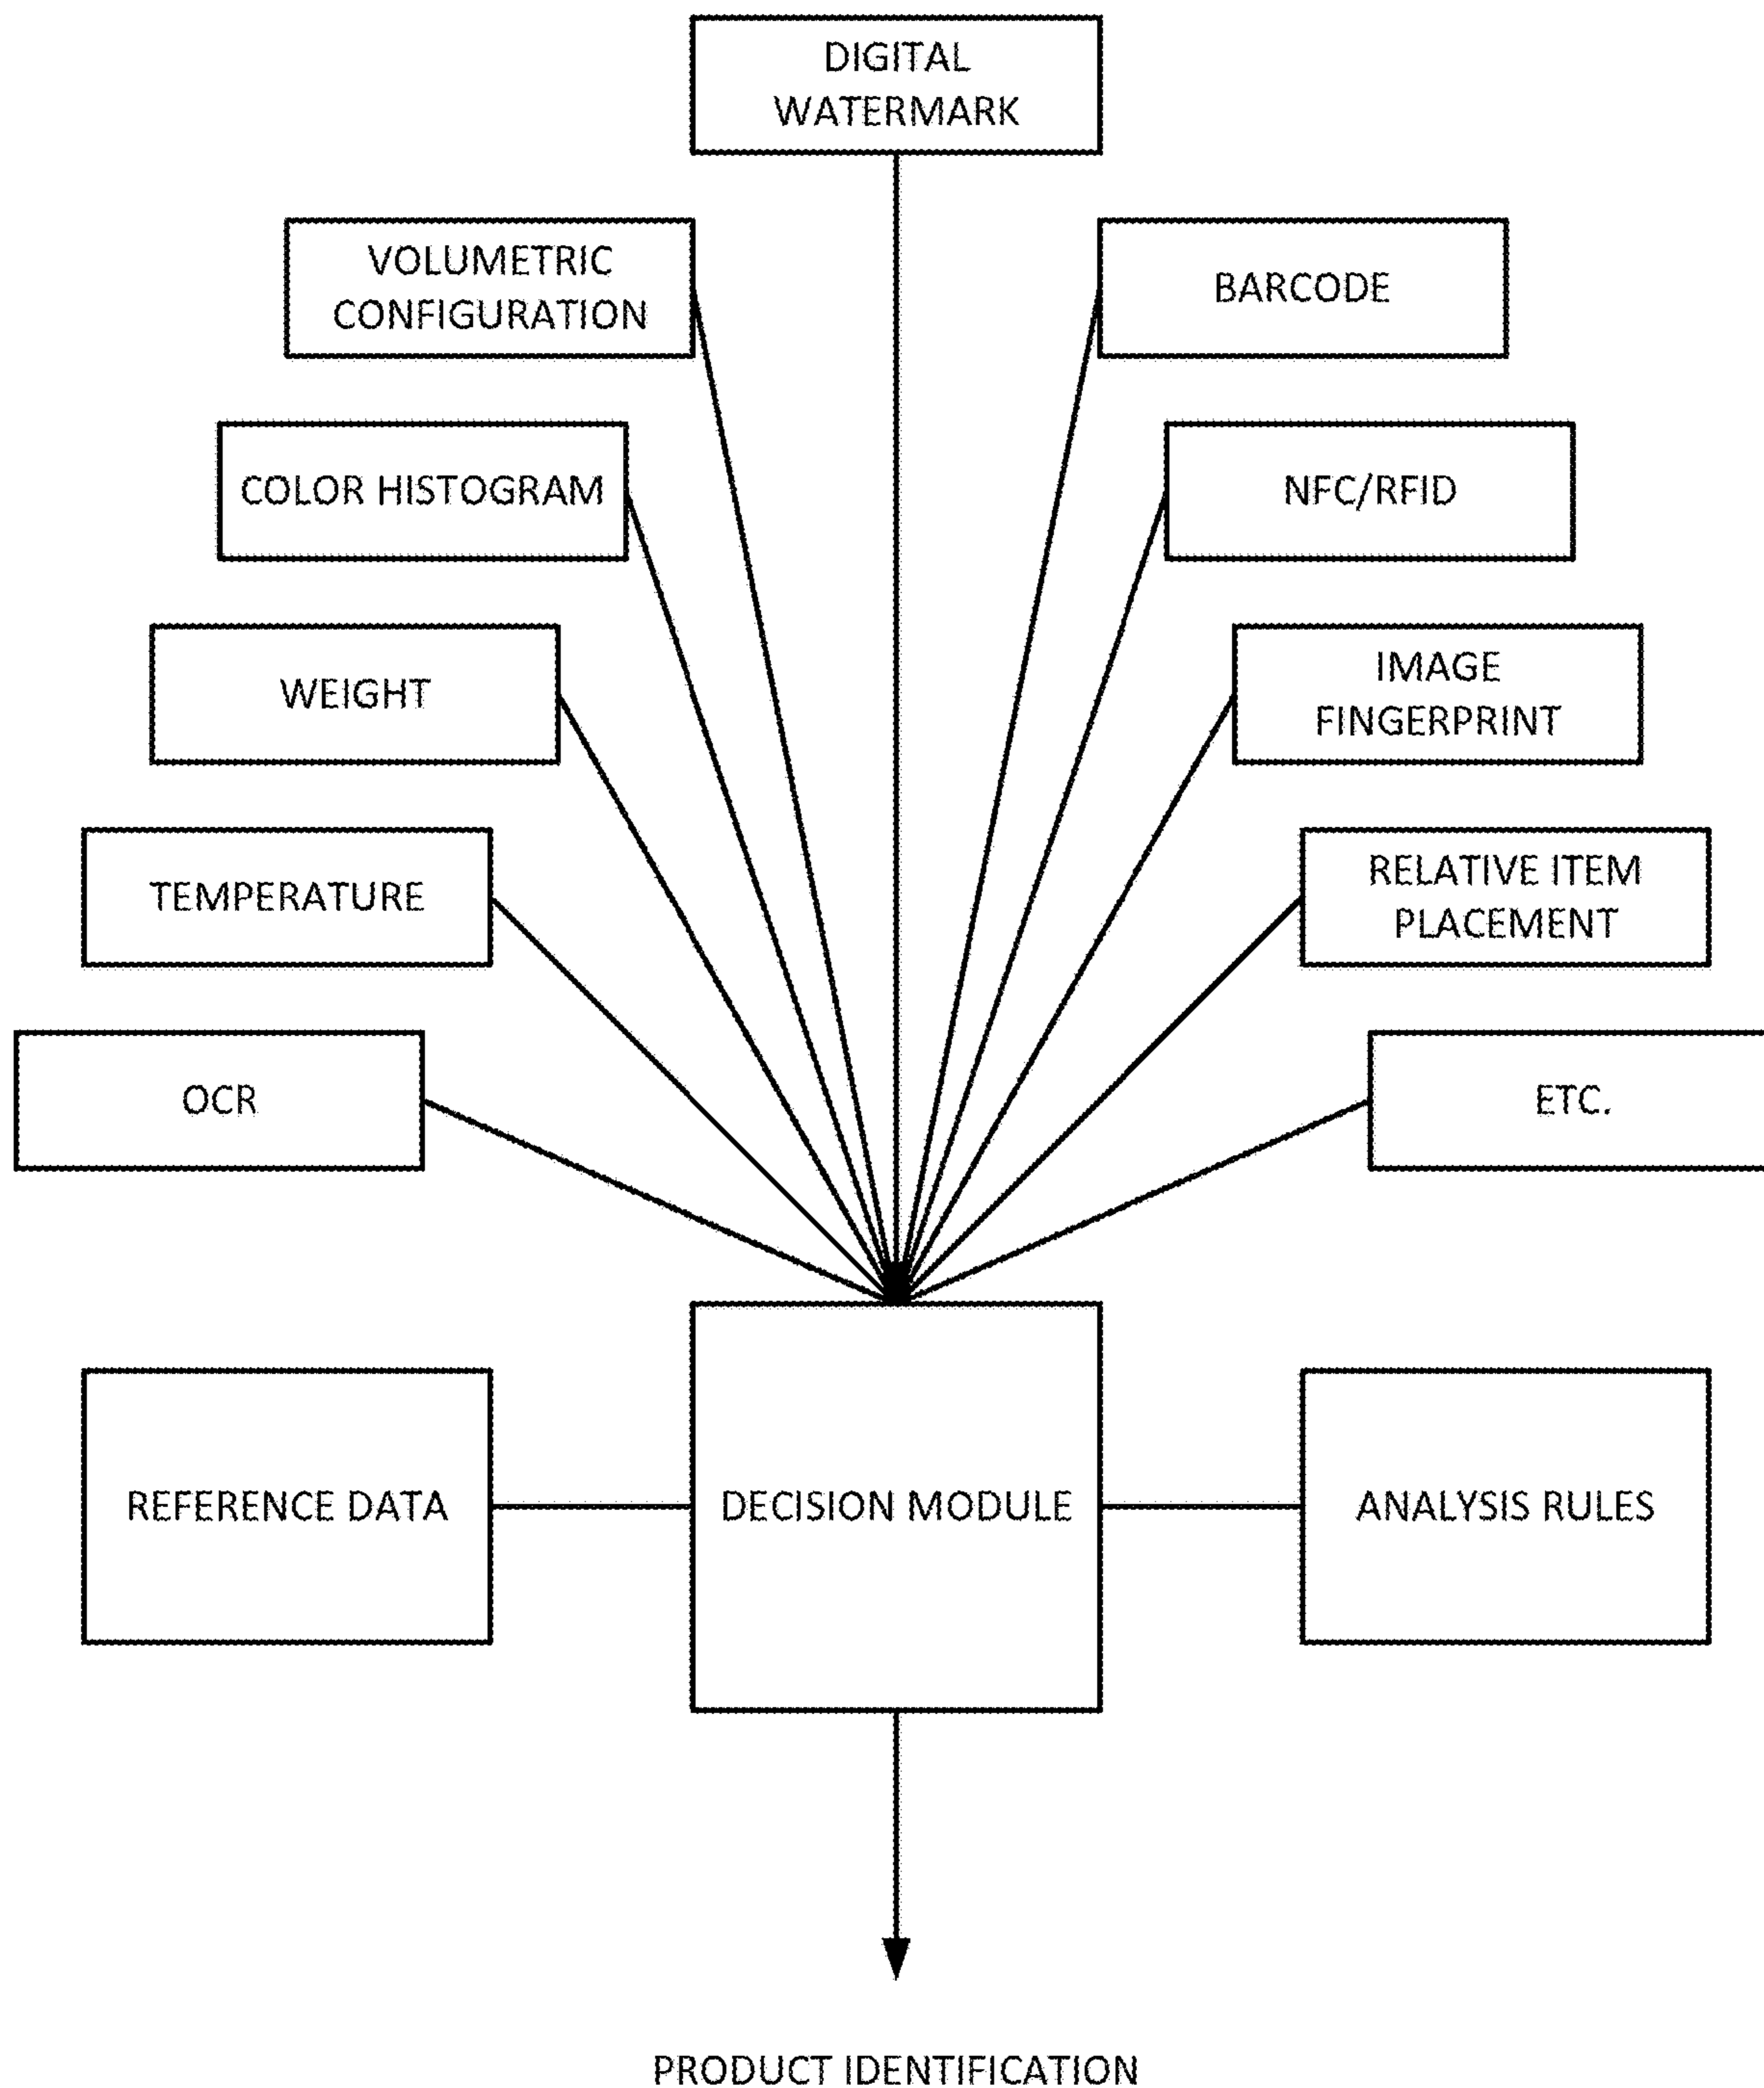 DIGITAL
WATERMARK
VOLUMETRIC
CONFIGURATION
BARCODE
COLOR HISTOGRAM
NFC/RFID
WEIGHT
IMAGE
FINGERPRINT
TEMPERATURE
RELATIVE ITEM
PLACEMENT
OCR
ETC.
REFERENCE DATA
DECISION MODULE
ANALYSIS RULES
PRODUCT IDENTIFICATION